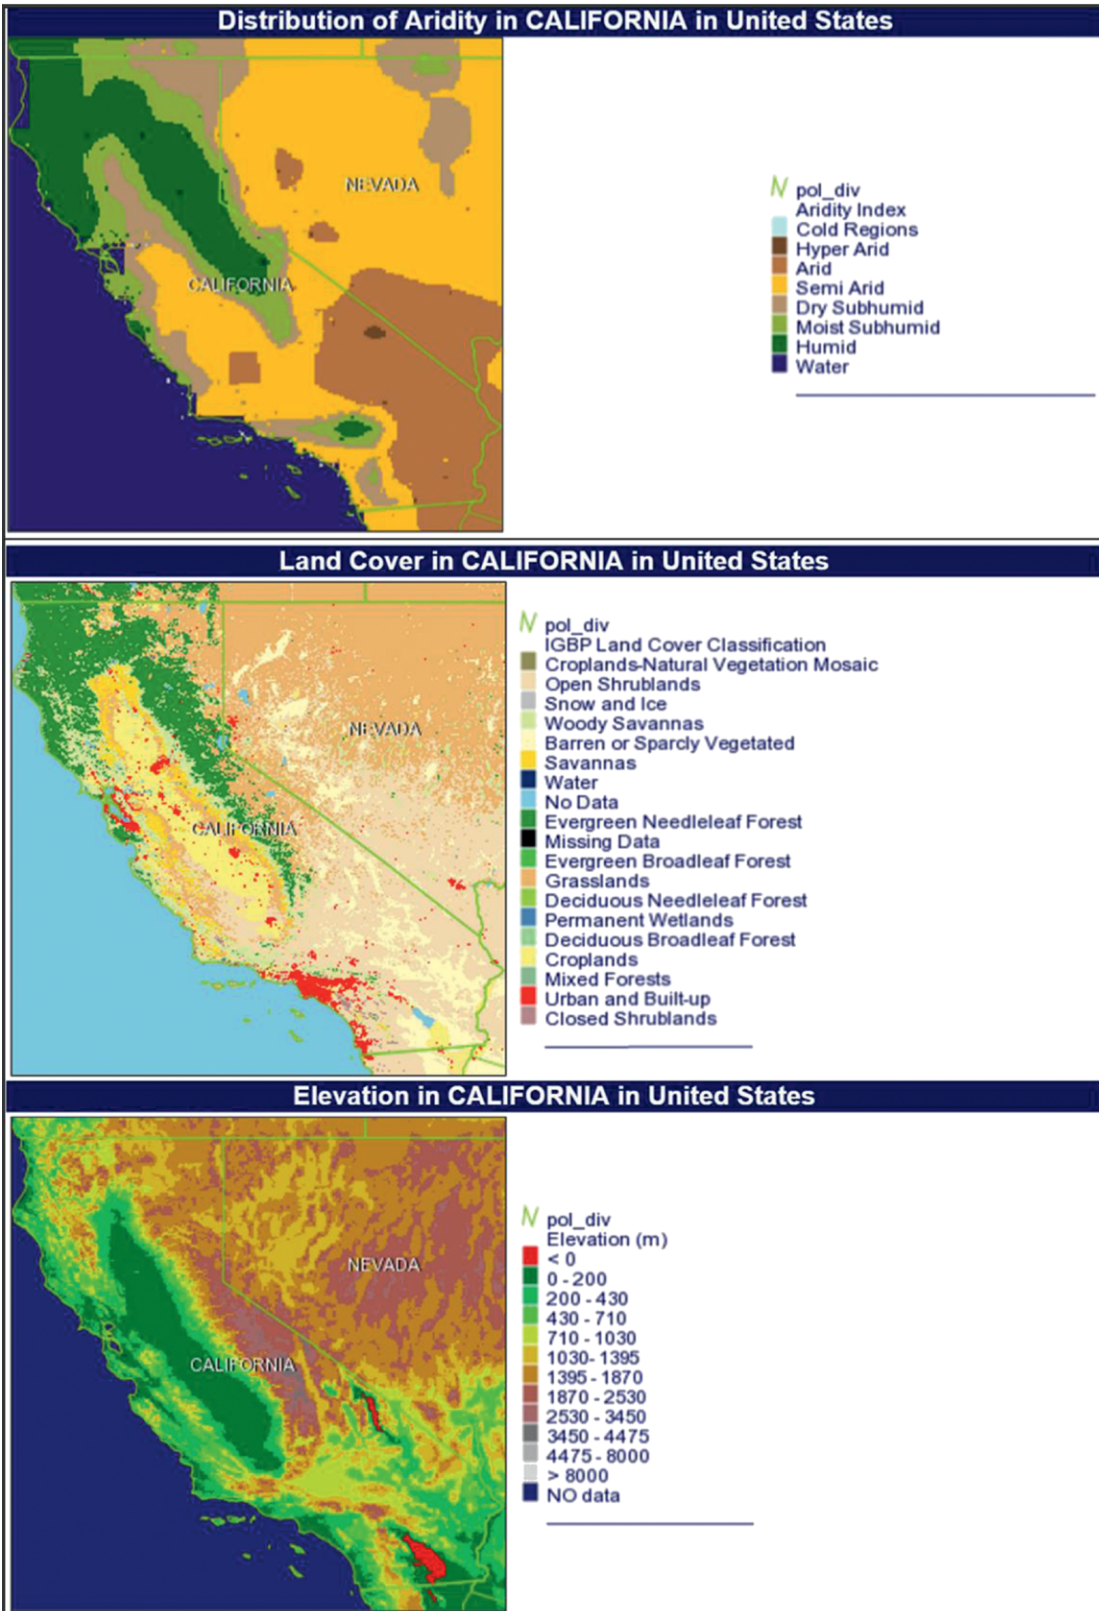 Distribution of Aridity in CALIFORNIA in United States
NEVADA
CALIFORNIA
pol_div
Aridity Index
Cold Regions
Hyper Arid
Arid
Semi Arid
Dry Subhumid
Moist Subhumid
Humid
Water
Land Cover in CALIFORNIA in United States
NEVADA
CALIFORNIA
pol_div
IGBP Land Cover Classification
Croplands-Natural Vegetation Mosaic
Open Shrublands
Snow and Ice
Woody Savannas
Barren or Sparcly Vegetated
Savannas
Water
No Data
Evergreen Needleleaf Forest
Missing Data
Evergreen Broadleaf Forest
Grasslands
Deciduous Needleleaf Forest
Permanent Wetlands
Deciduous Broadleaf Forest
Croplands
Mixed Forests
Urban and Built-up
Closed Shrublands
Elevation in CALIFORNIA in United States
NEVADA
CALIFORNIA
pol_div
Elevation (m)
< 0
0 - 200
200 - 430
430 - 710
710 - 1030
1030- 1395
1395 - 1870
1870 - 2530
2530 - 3450
3450 - 4475
4475 - 8000
> 8000
NO data